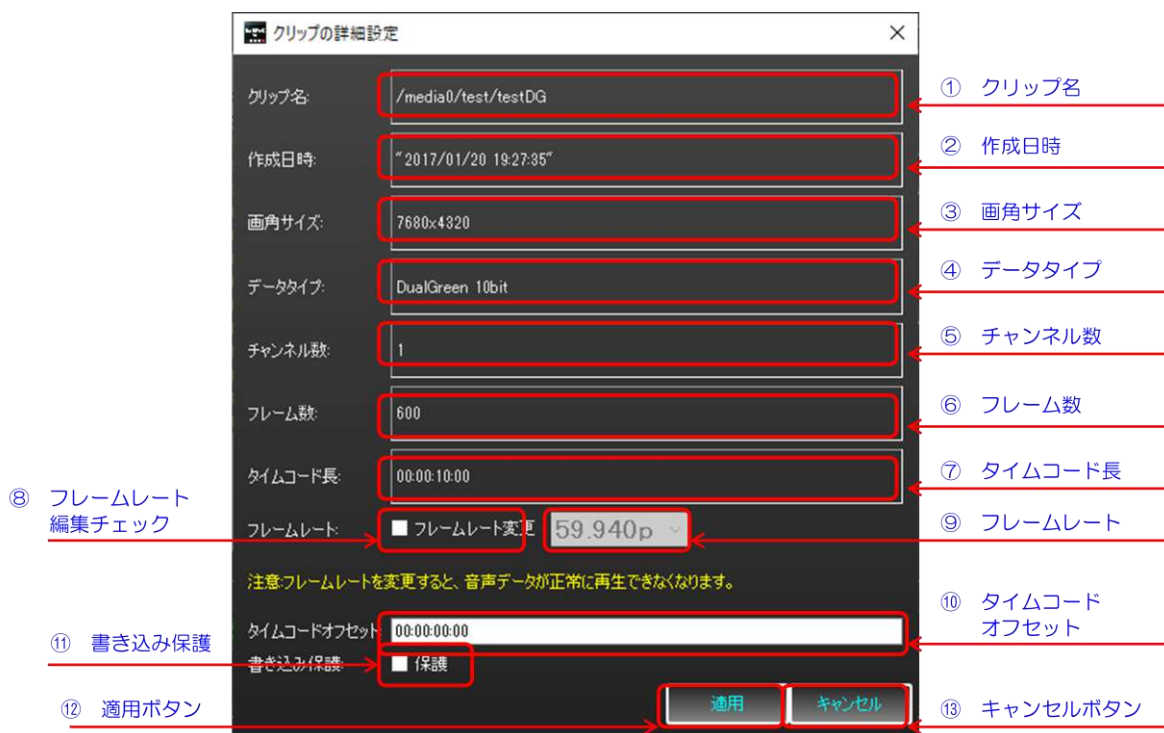 クリップの詳細設定
クリップ名: /media0/test/testDG
① クリップ名
作成日時: "2017/01/20 19:27:35"
② 作成日時
画角サイズ: 7680x4320
③ 画角サイズ
データタイプ: DualGreen 10bit
④ データタイプ
チャンネル数: 1
⑤ チャンネル数
フレーム数: 600
⑥ フレーム数
タイムコード長: 00:00:10:00
⑦ タイムコード長
⑧ フレームレート
編集チェック
フレームレート: フレームレート変更 59.940p
⑨ フレームレート
注意:フレームレートを変更すると、音声データが正常に再生できなくなります。
タイムコードオフセット: 00:00:00:00
⑩ タイムコード
オフセット
⑪ 書き込み保護
書き込み保護: 保護
⑫ 適用ボタン
適用 キャンセル
⑬ キャンセルボタン